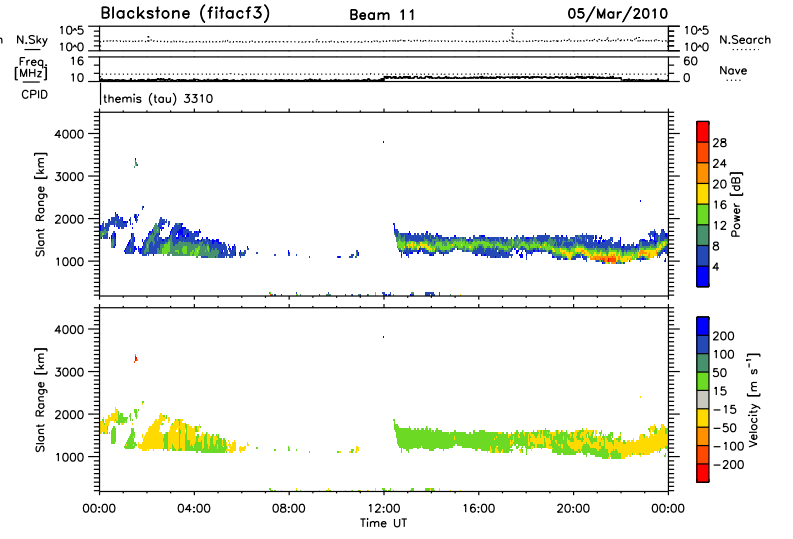 Blackstone (fitacf3) Beam 11 05/Mar/2010
N.Sky 10^5 10^0 10^5 10^0 N.Search
Freq. [MHz] 16 10 60 0 Nave
CPID themis (tau) 3310
Slant Range [km] 4000 3000 2000 1000
28 24 20 16 12 8 4 Power [dB]
Slant Range [km] 4000 3000 2000 1000
200 100 50 15 -15 -50 -100 -200 Velocity [m s⁻¹]
00:00 04:00 08:00 12:00 16:00 20:00 00:00
Time UT